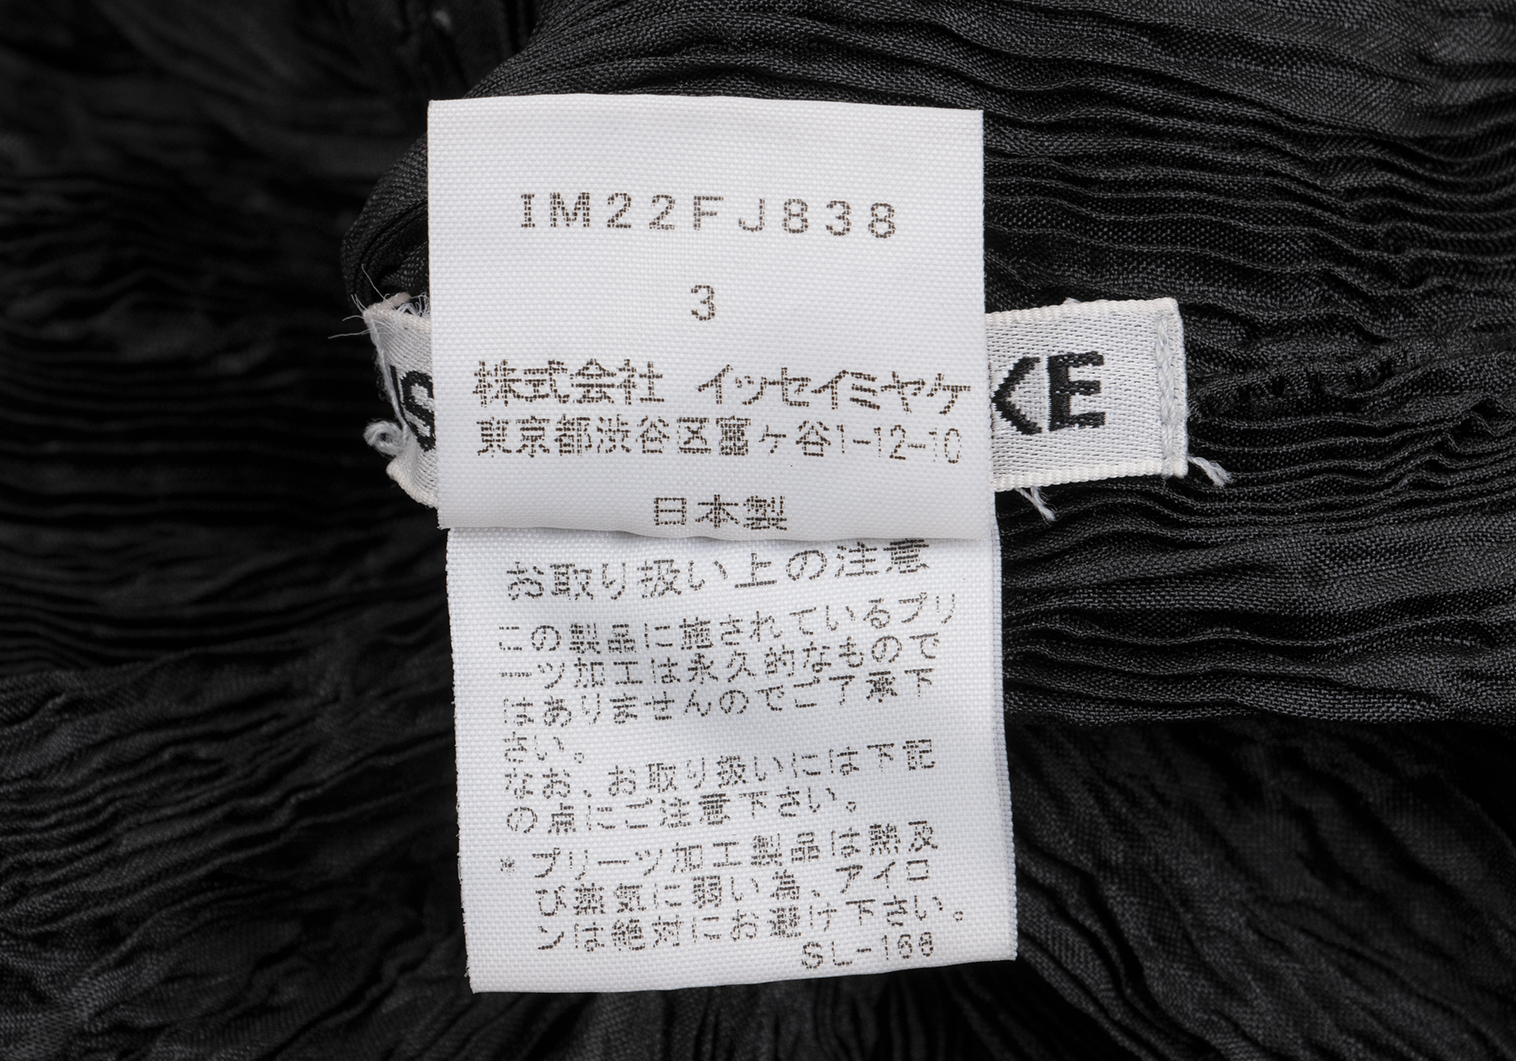 IM22FJ838
3
株式会社 イッセイミヤケ
東京都渋谷区富ヶ谷1-12-10
日本製
お取り扱い上の注意
この製品に施されているプリ
ーツ加工は永久的なもので
はありませんのでご了承下
さい。
なお、お取り扱いには下記
の点にご注意下さい。
* プリーツ加工製品は熱及
び蒸気に弱い為、アイロ
ンは絶対にお避け下さい。
SL-166